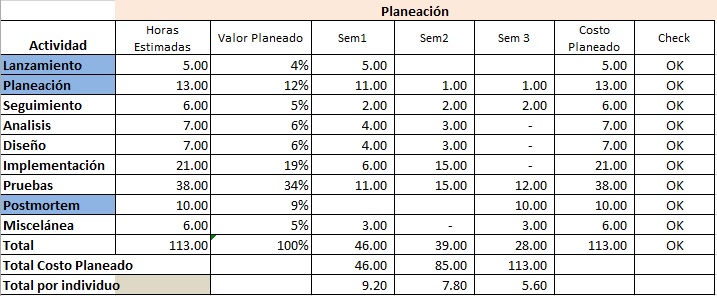 Planeación
Actividad Horas Estimadas Valor Planeado Sem1 Sem2 Sem 3 Costo Planeado Check
Lanzamiento 5.00 4% 5.00 5.00 OK
Planeación 13.00 12% 11.00 1.00 1.00 13.00 OK
Seguimiento 6.00 5% 2.00 2.00 2.00 6.00 OK
Analisis 7.00 6% 4.00 3.00 - 7.00 OK
Diseño 7.00 6% 4.00 3.00 - 7.00 OK
Implementación 21.00 19% 6.00 15.00 - 21.00 OK
Pruebas 38.00 34% 11.00 15.00 12.00 38.00 OK
Postmortem 10.00 9% 10.00 10.00 OK
Miscelánea 6.00 5% 3.00 - 3.00 6.00 OK
Total 113.00 100% 46.00 39.00 28.00 113.00 OK
Total Costo Planeado 46.00 85.00 113.00
Total por individuo 9.20 7.80 5.60